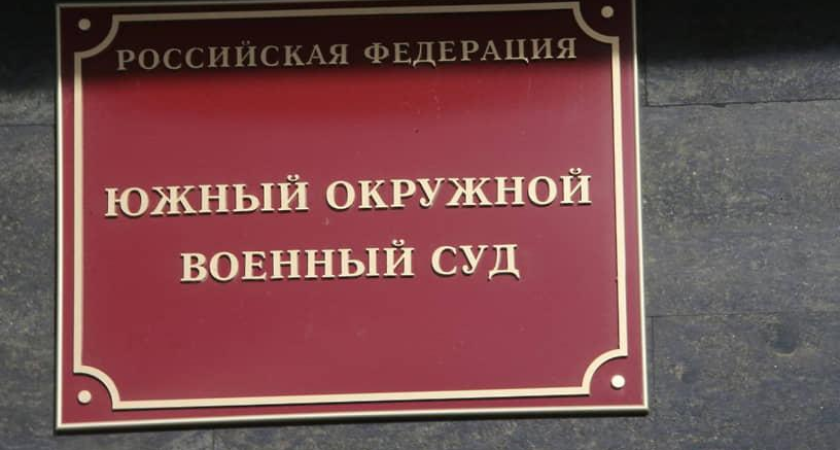 РОССИЙСКАЯ ФЕДЕРАЦИЯ
ЮЖНЫЙ ОКРУЖНОЙ
ВОЕННЫЙ СУД